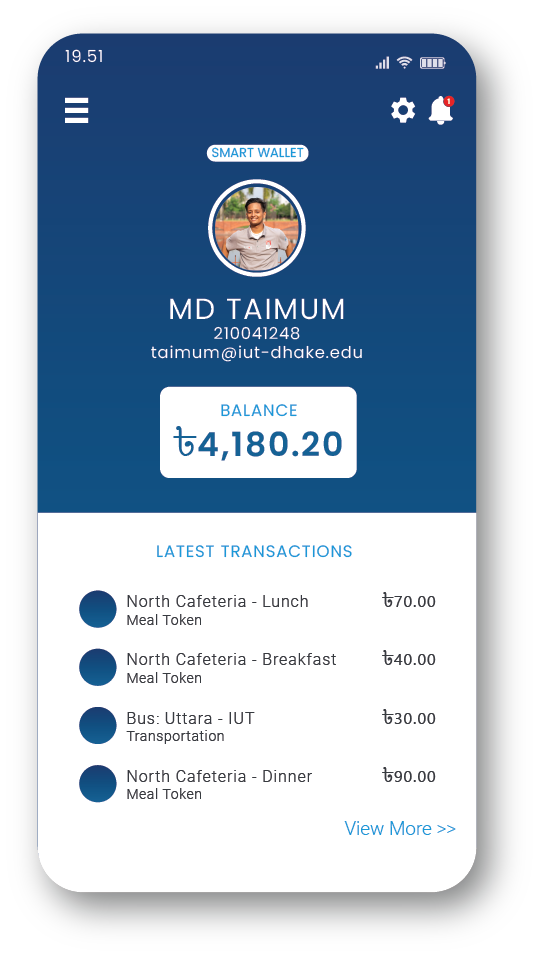 19.51
1
SMART WALLET
MD TAIMUM
210041248
taimum@iut-dhake.edu
BALANCE
৳4,180.20
LATEST TRANSACTIONS
North Cafeteria - Lunch ৳70.00
Meal Token
North Cafeteria - Breakfast ৳40.00
Meal Token
Bus: Uttara - IUT ৳30.00
Transportation
North Cafeteria - Dinner ৳90.00
Meal Token
View More >>